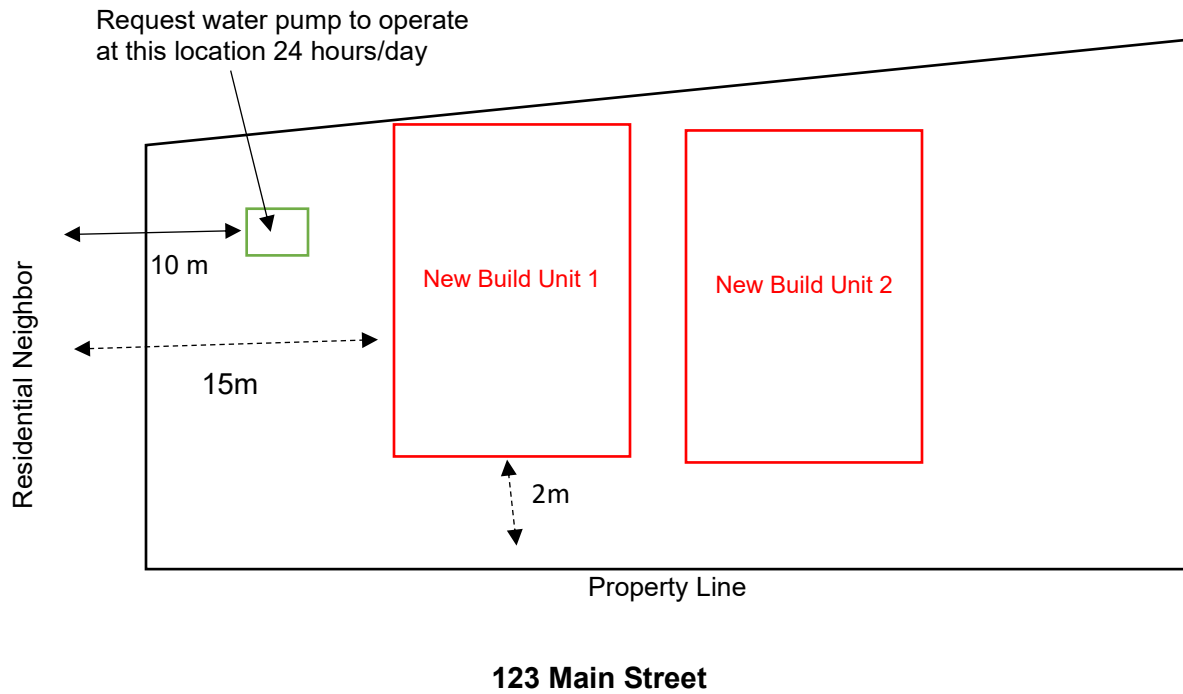 Request water pump to operate
at this location 24 hours/day
10 m
15m
Residential Neighbor
New Build Unit 1
New Build Unit 2
2m
Property Line
123 Main Street